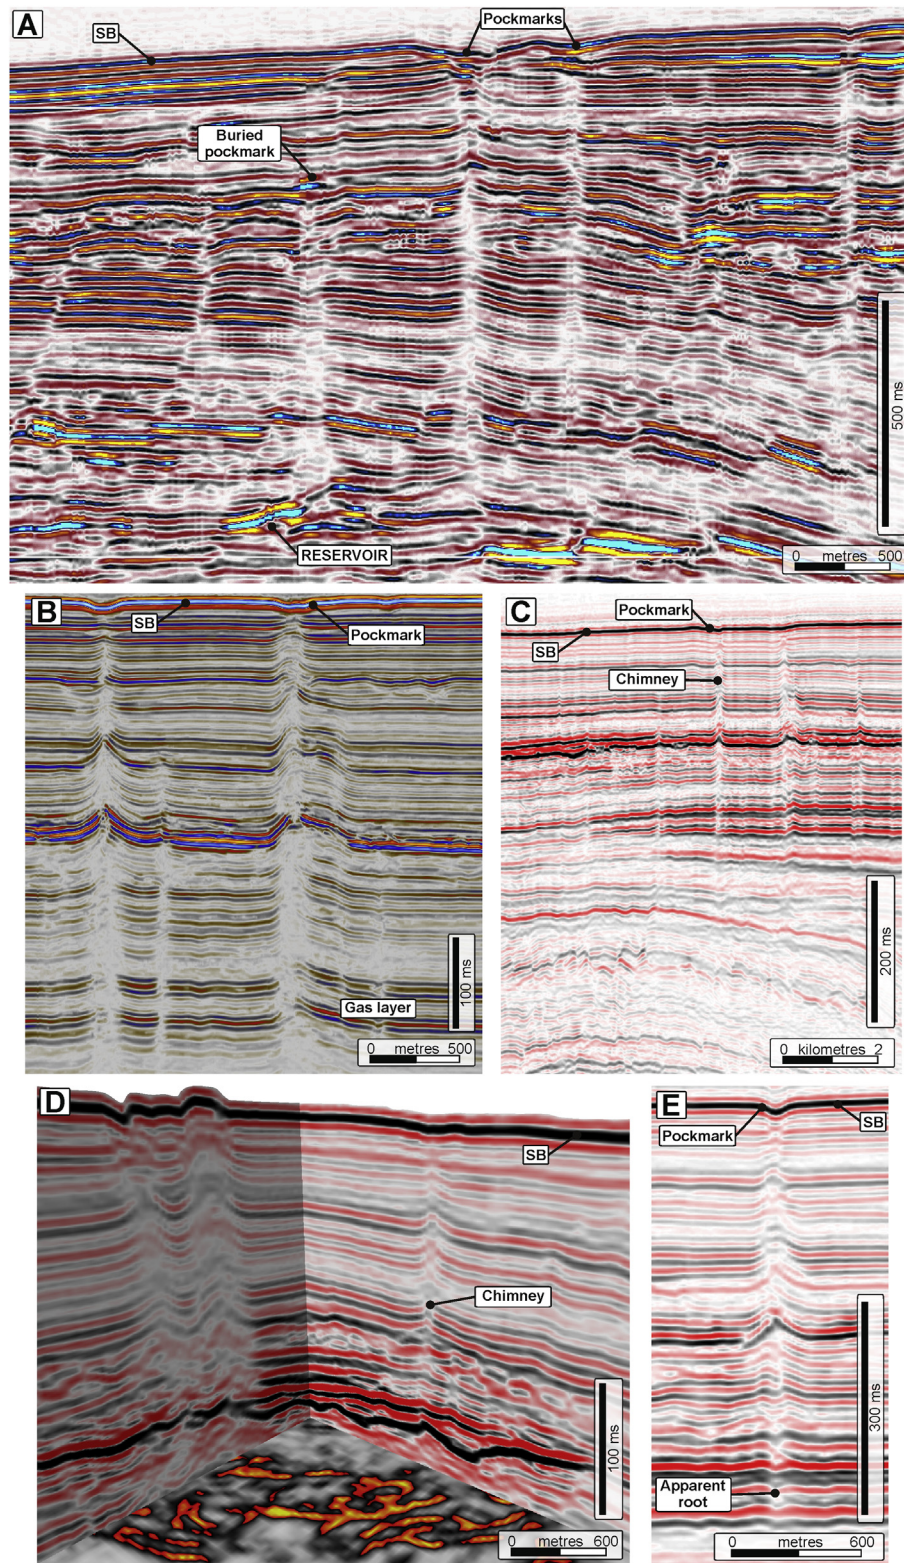 A
SB
Pockmarks
Buried
pockmark
500 ms
RESERVOIR
0 metres 500
B
SB
Pockmark
Gas layer
100 ms
0 metres 500
C
Pockmark
SB
Chimney
200 ms
0 kilometres 2
D
SB
Chimney
100 ms
0 metres 600
E
Pockmark
SB
300 ms
Apparent
root
0 metres 600